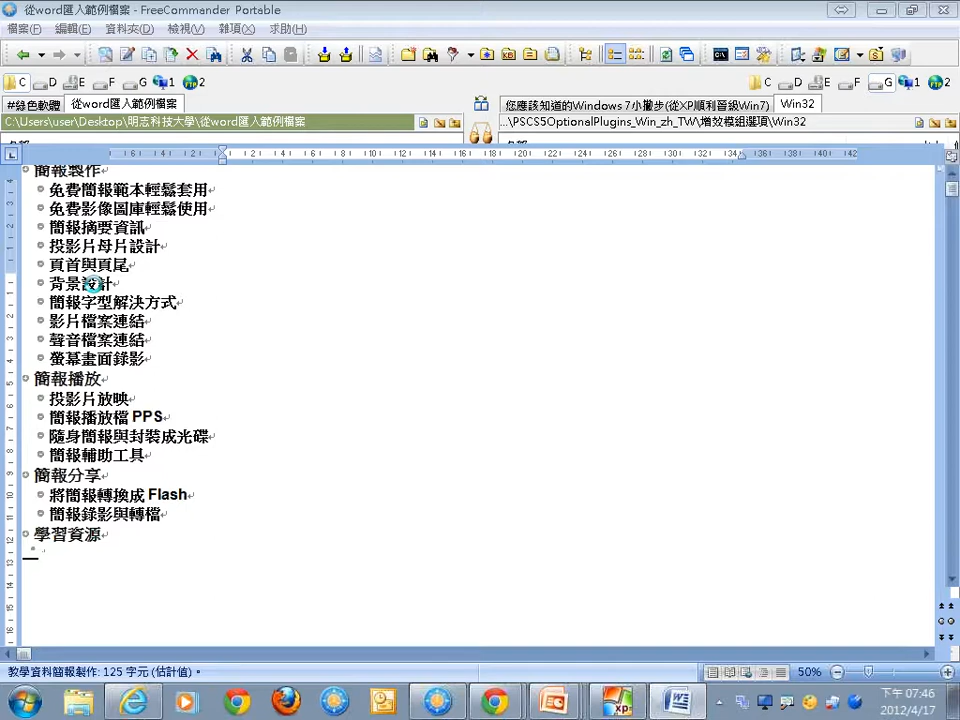 從word匯入範例檔案 - FreeCommander Portable
檔案(F) 編輯(E) 資料夾(D) 檢視(V) 雜項(X) 求助(H)
C D E F G 1 2
C D E F G 1 2
#綠色軟體 從word匯入範例檔案
您應該知道的Windows 7小撇步(從XP順利晉級Win7) Win32
C:\Users\user\Desktop\明志科技大學\從word匯入範例檔案
...\PSCS5OptionalPlugins_Win_zh_TW\增效模組選項\Win32
簡報製作
免費簡報範本輕鬆套用
免費影像圖庫輕鬆使用
簡報摘要資訊
投影片母片設計
頁首與頁尾
背景設計
簡報字型解決方式
影片檔案連結
聲音檔案連結
螢幕畫面錄影
簡報播放
投影片放映
簡報播放檔 PPS
隨身簡報與封裝成光碟
簡報輔助工具
簡報分享
將簡報轉換成 Flash
簡報錄影與轉檔
學習資源
教學資料簡報製作: 125 字元 (估計值)。
50%
下午 07:46
2012/4/17